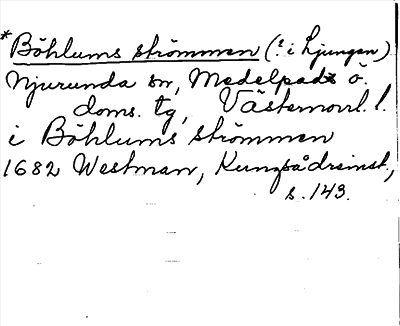 *Böhlums strömmen (? i Ljungan)
Njurunda sn, Medelpads ö.
doms. tg, Västernorrl. l.
i Böhlums strömmen
1682 Westman, Kungsådreinst.,
s. 143.